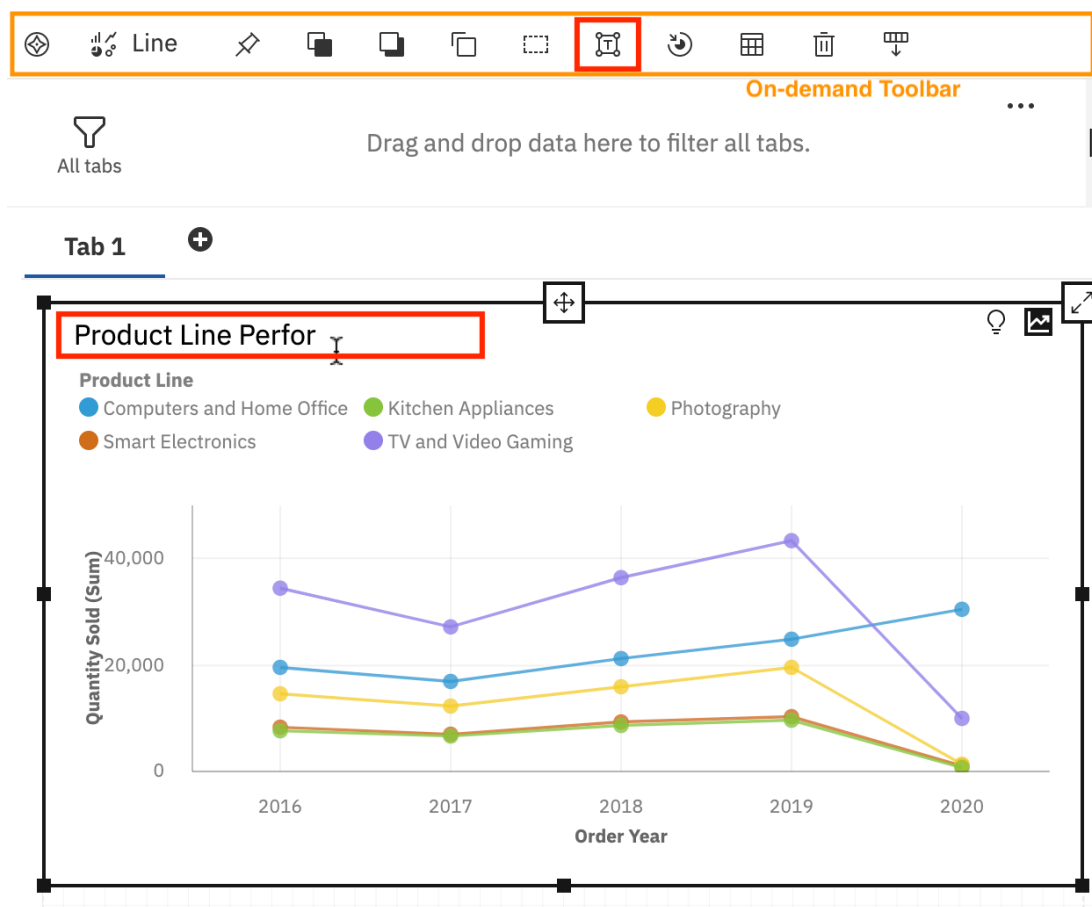 Line
On-demand Toolbar
All tabs
Drag and drop data here to filter all tabs.
Tab 1
Product Line Perfor
Product Line
Computers and Home Office
Kitchen Appliances
Photography
Smart Electronics
TV and Video Gaming
Quantity Sold (Sum)
40,000
20,000
0
2016
2017
2018
2019
2020
Order Year